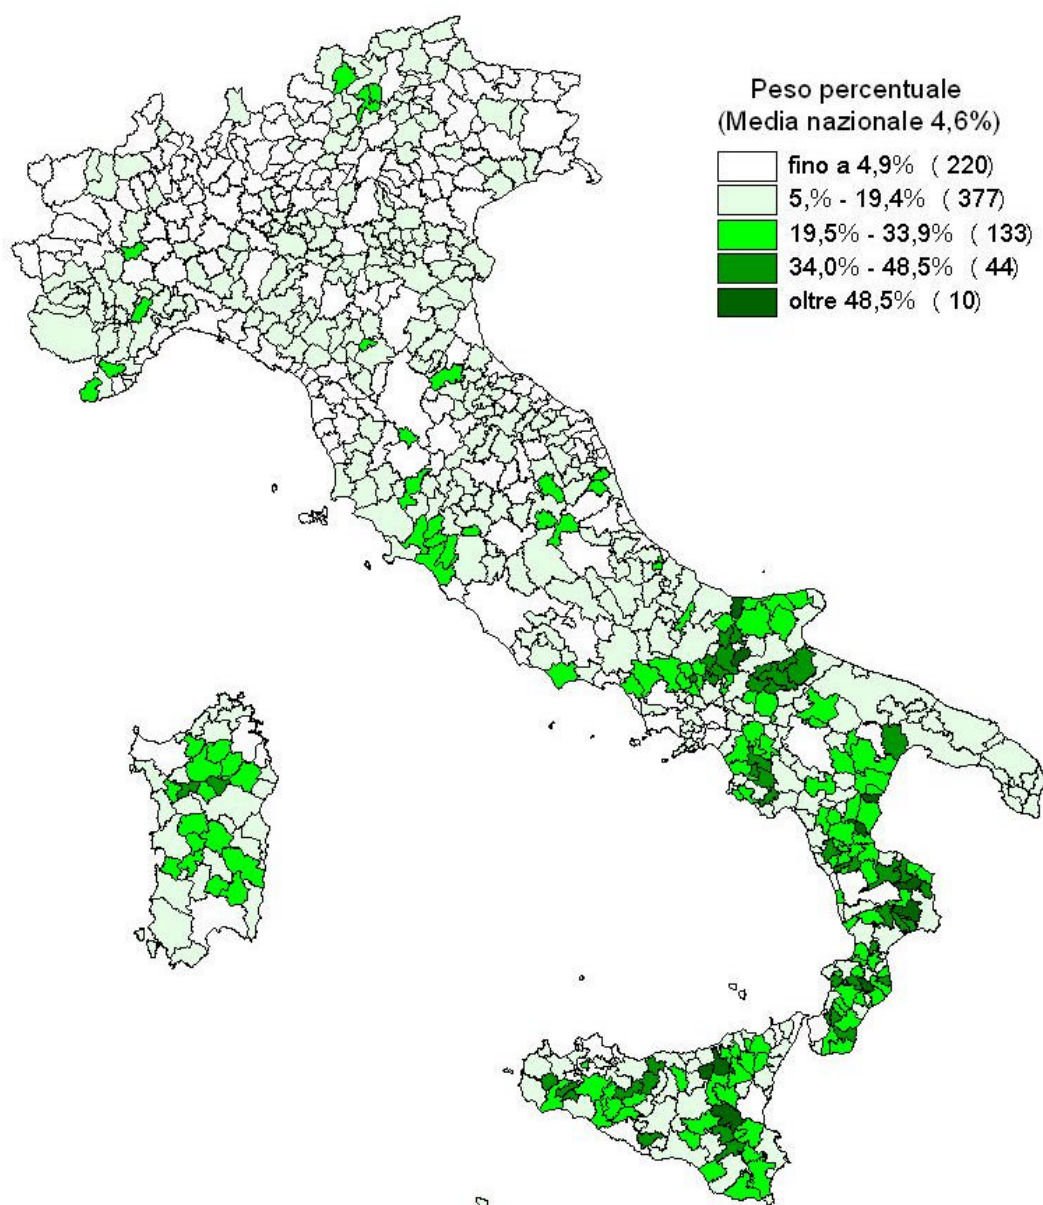 Peso percentuale
(Media nazionale 4,6%)
fino a 4,9% ( 220)
5,% - 19,4% ( 377)
19,5% - 33,9% ( 133)
34,0% - 48,5% ( 44)
oltre 48,5% ( 10)